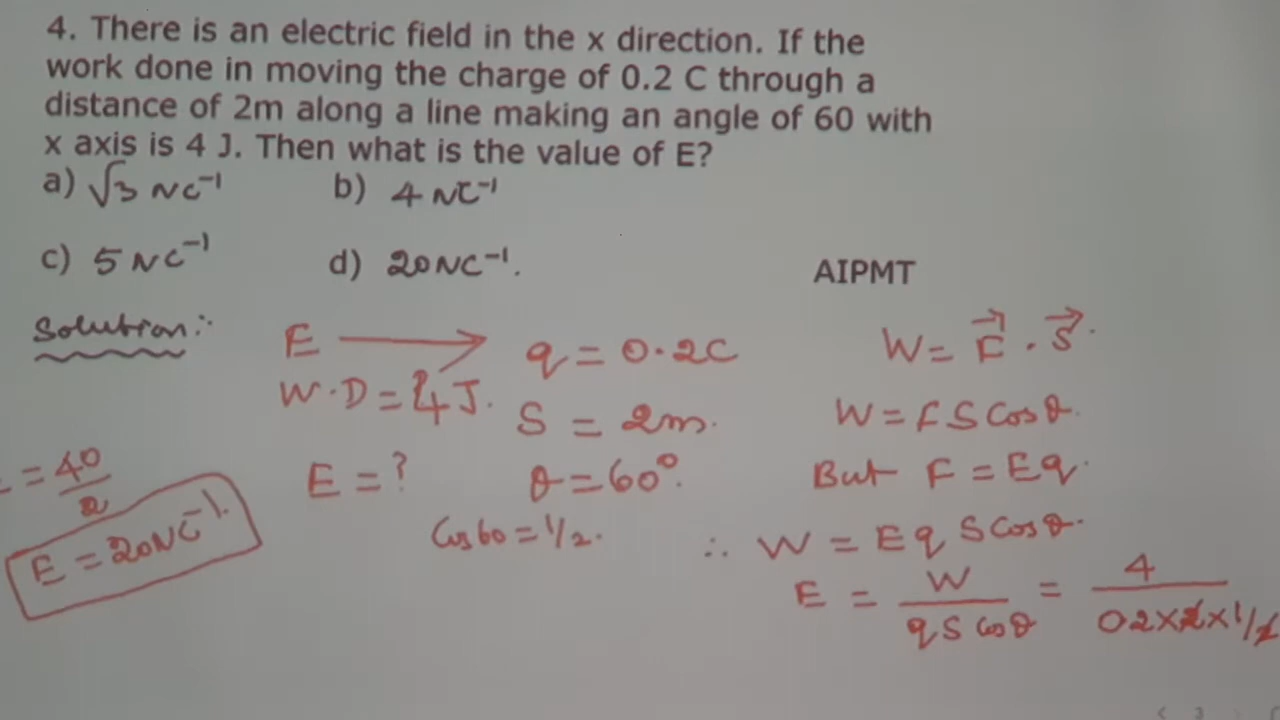 4. There is an electric field in the x direction. If the
work done in moving the charge of 0.2 C through a
distance of 2m along a line making an angle of 60 with
x axis is 4 J. Then what is the value of E?
a) √3 NC⁻¹ b) 4 NC⁻¹
c) 5 NC⁻¹ d) 20NC⁻¹.
AIPMT
Solution:
E → q = 0.2C
W.D = 4J. S = 2m.
E = ? θ = 60°.
Cos 60 = 1/2.
W = F⃗ . S⃗.
W = FS Cosθ.
But F = Eq.
∴ W = Eq S Cosθ.
E = W / qS Cosθ = 4 / 0.2×2×1/2
= 40 / 2
E = 20NC⁻¹.